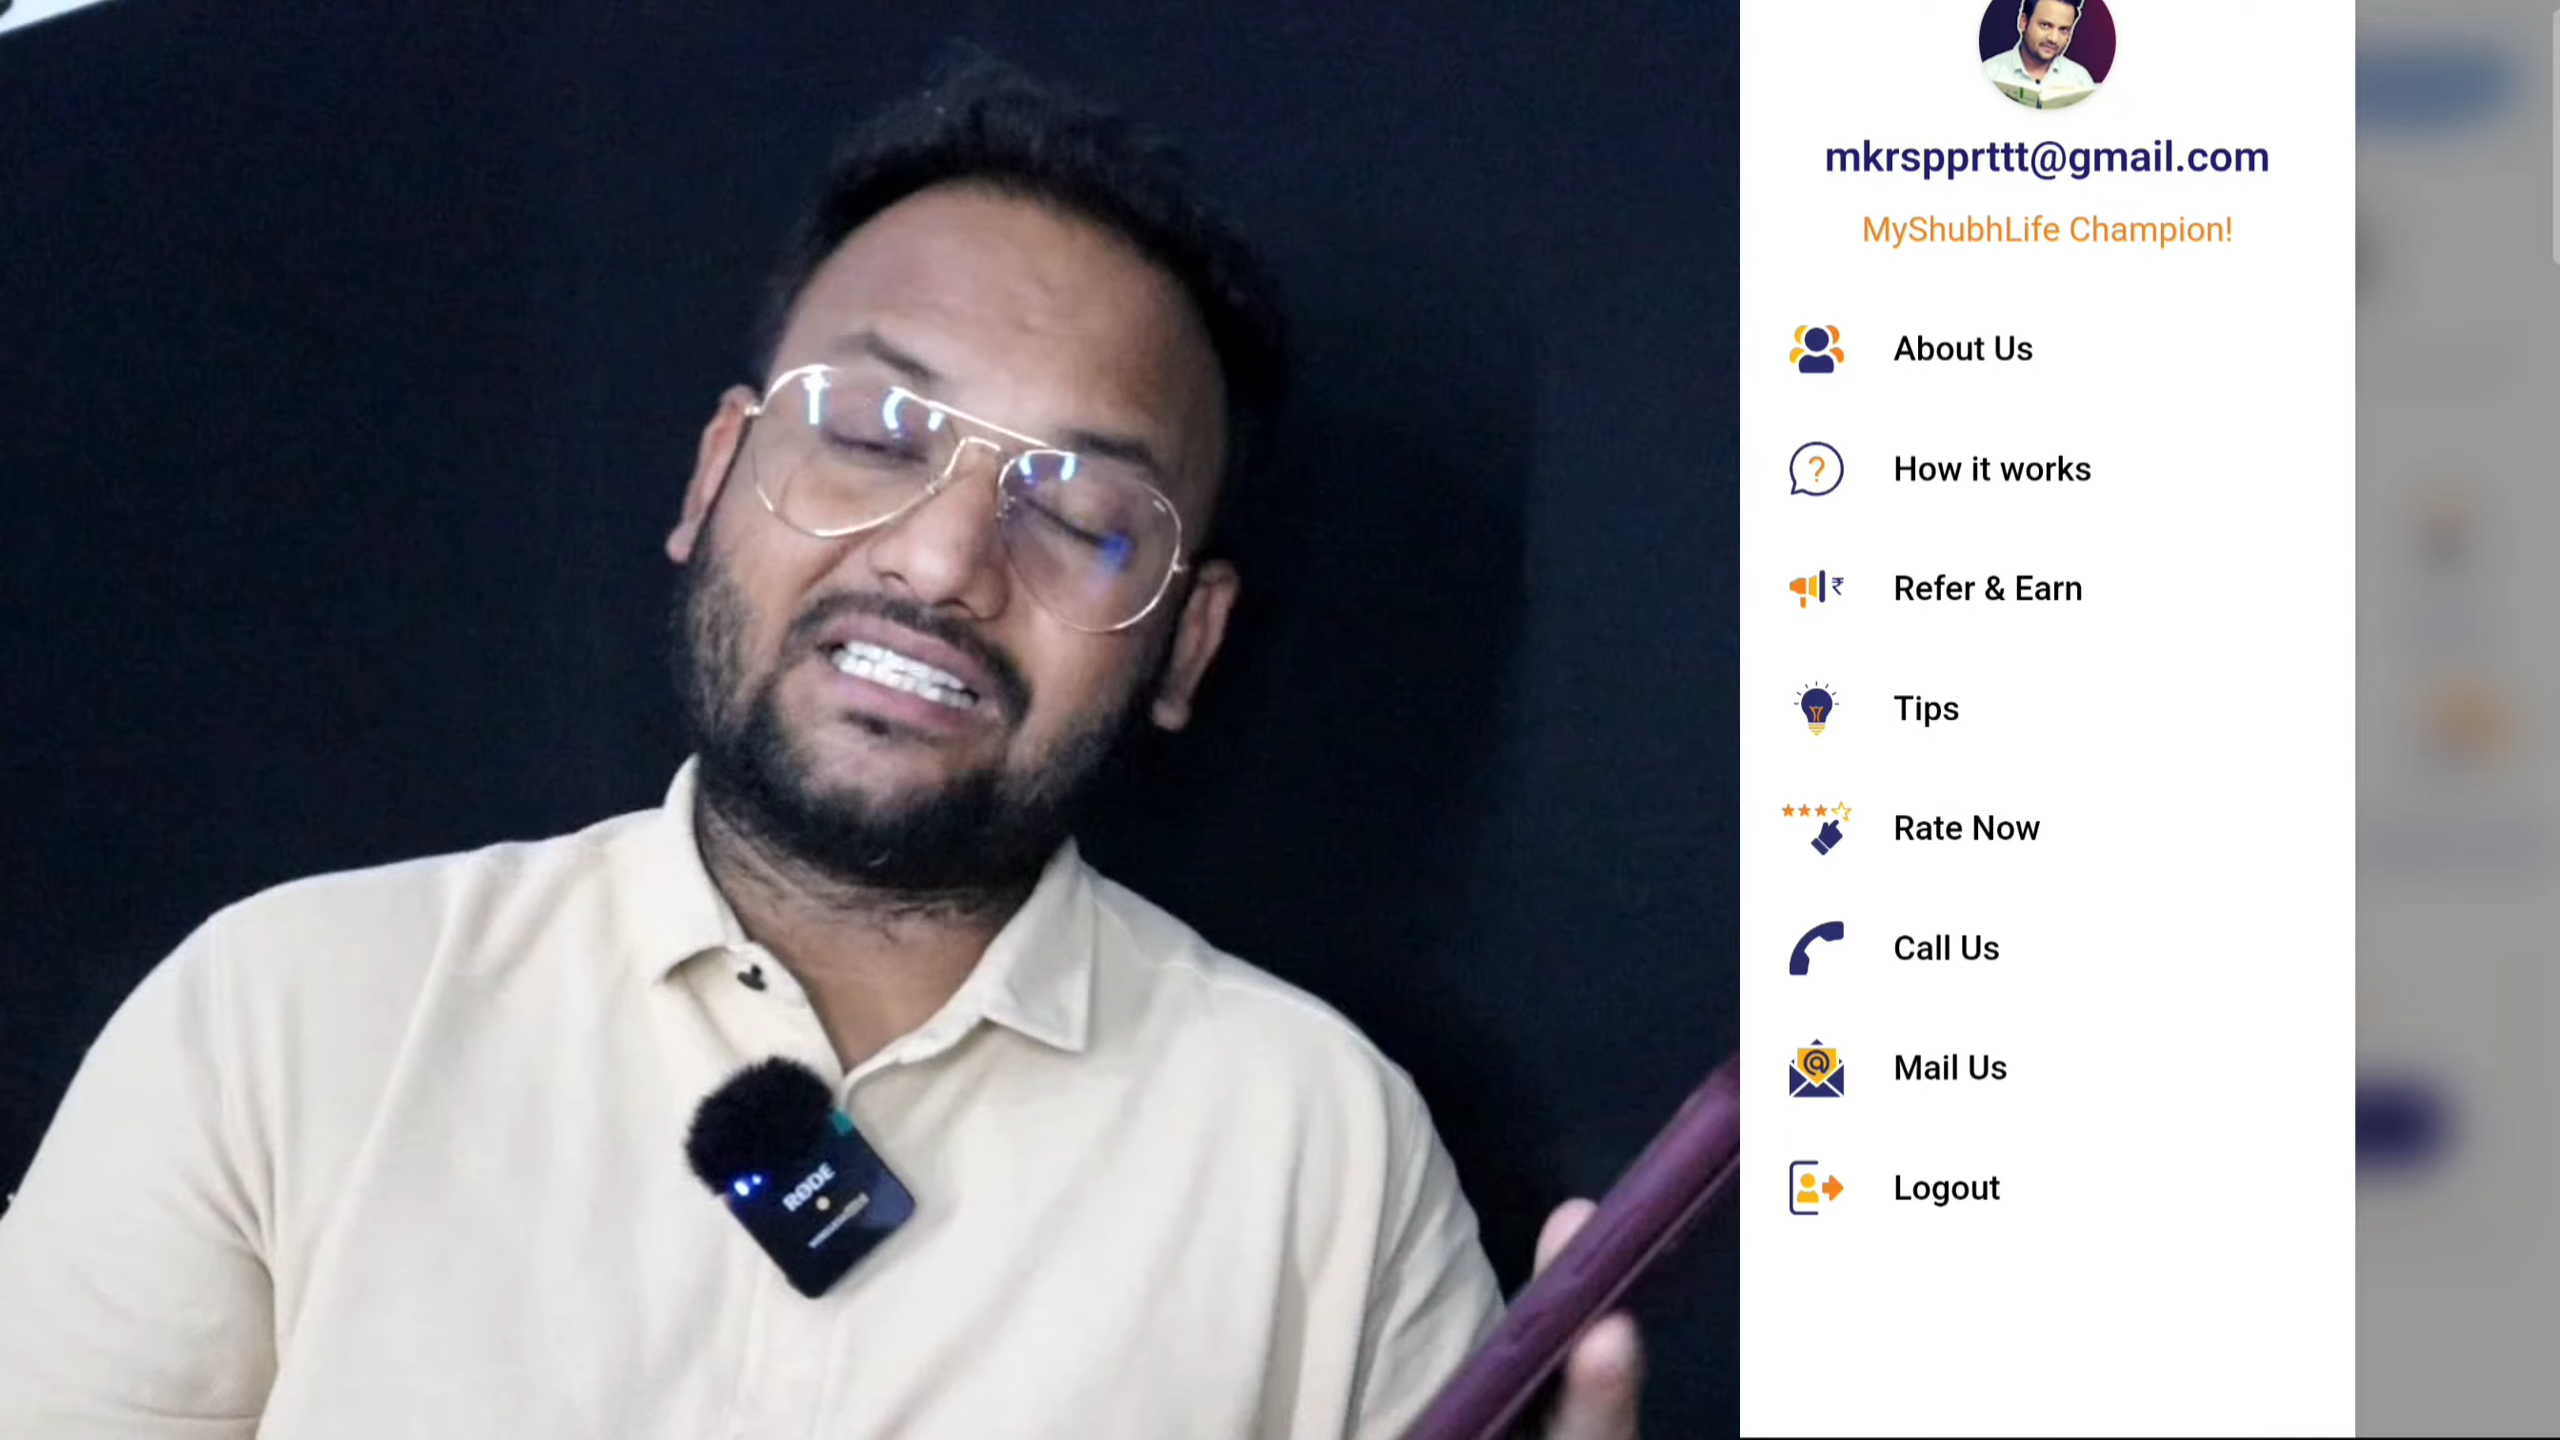 RØDE
mkrspprttt@gmail.com
MyShubhLife Champion!
About Us
How it works
Refer & Earn
Tips
Rate Now
Call Us
Mail Us
Logout